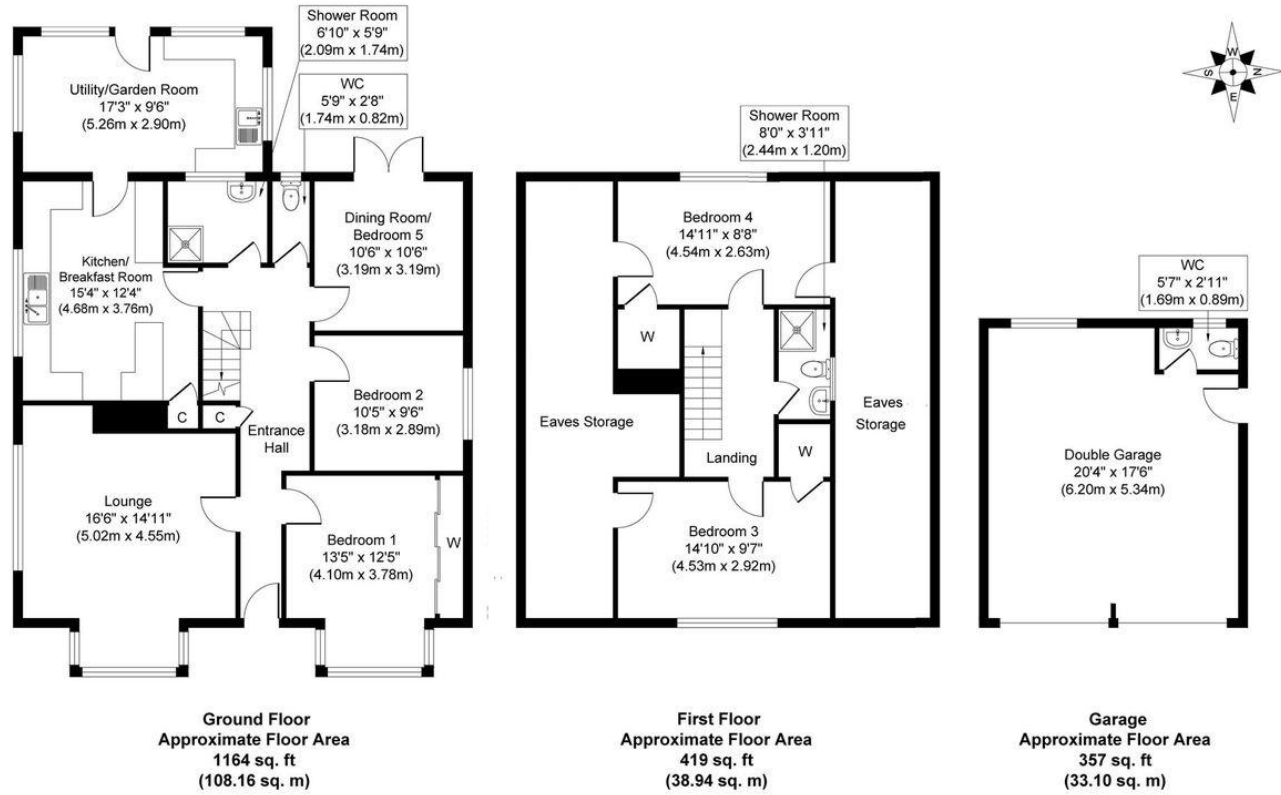 Shower Room
6'10" x 5'9"
(2.09m x 1.74m)
WC
5'9" x 2'8"
(1.74m x 0.82m)
Utility/Garden Room
17'3" x 9'6"
(5.26m x 2.90m)
Kitchen/
Breakfast Room
15'4" x 12'4"
(4.68m x 3.76m)
Dining Room/
Bedroom 5
10'6" x 10'6"
(3.19m x 3.19m)
Bedroom 2
10'5" x 9'6"
(3.18m x 2.89m)
C
C
Entrance
Hall
Lounge
16'6" x 14'11"
(5.02m x 4.55m)
Bedroom 1
13'5" x 12'5"
(4.10m x 3.78m)
W
Ground Floor
Approximate Floor Area
1164 sq. ft
(108.16 sq. m)
Shower Room
8'0" x 3'11"
(2.44m x 1.20m)
Bedroom 4
14'11" x 8'8"
(4.54m x 2.63m)
W
Eaves Storage
Landing
W
Eaves
Storage
Bedroom 3
14'10" x 9'7"
(4.53m x 2.92m)
First Floor
Approximate Floor Area
419 sq. ft
(38.94 sq. m)
W
S
N
E
WC
5'7" x 2'11"
(1.69m x 0.89m)
Double Garage
20'4" x 17'6"
(6.20m x 5.34m)
Garage
Approximate Floor Area
357 sq. ft
(33.10 sq. m)